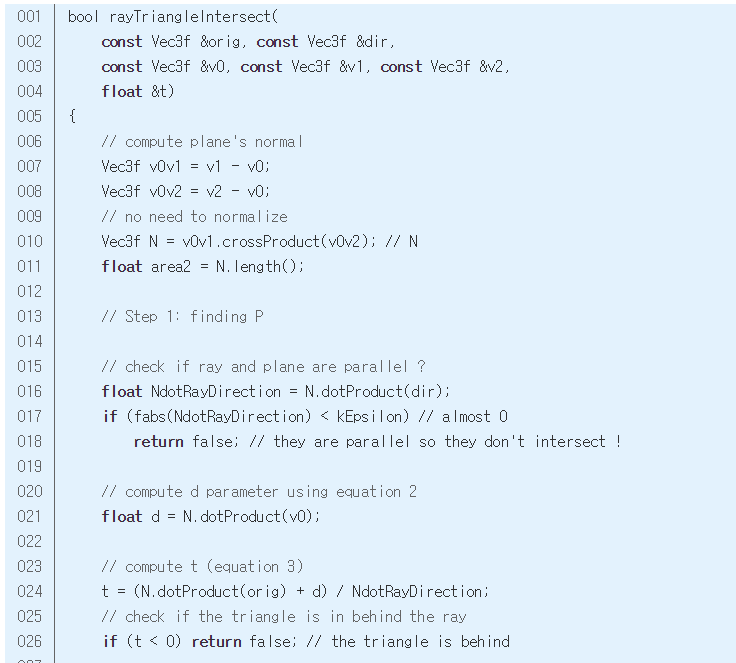 001 bool rayTriangleIntersect(
002     const Vec3f &orig, const Vec3f &dir,
003     const Vec3f &v0, const Vec3f &v1, const Vec3f &v2,
004     float &t)
005 {
006     // compute plane's normal
007     Vec3f v0v1 = v1 - v0;
008     Vec3f v0v2 = v2 - v0;
009     // no need to normalize
010     Vec3f N = v0v1.crossProduct(v0v2); // N
011     float area2 = N.length();
012
013     // Step 1: finding P
014
015     // check if ray and plane are parallel ?
016     float NdotRayDirection = N.dotProduct(dir);
017     if (fabs(NdotRayDirection) < kEpsilon) // almost 0
018         return false; // they are parallel so they don't intersect !
019
020     // compute d parameter using equation 2
021     float d = N.dotProduct(v0);
022
023     // compute t (equation 3)
024     t = (N.dotProduct(orig) + d) / NdotRayDirection;
025     // check if the triangle is in behind the ray
026     if (t < 0) return false; // the triangle is behind